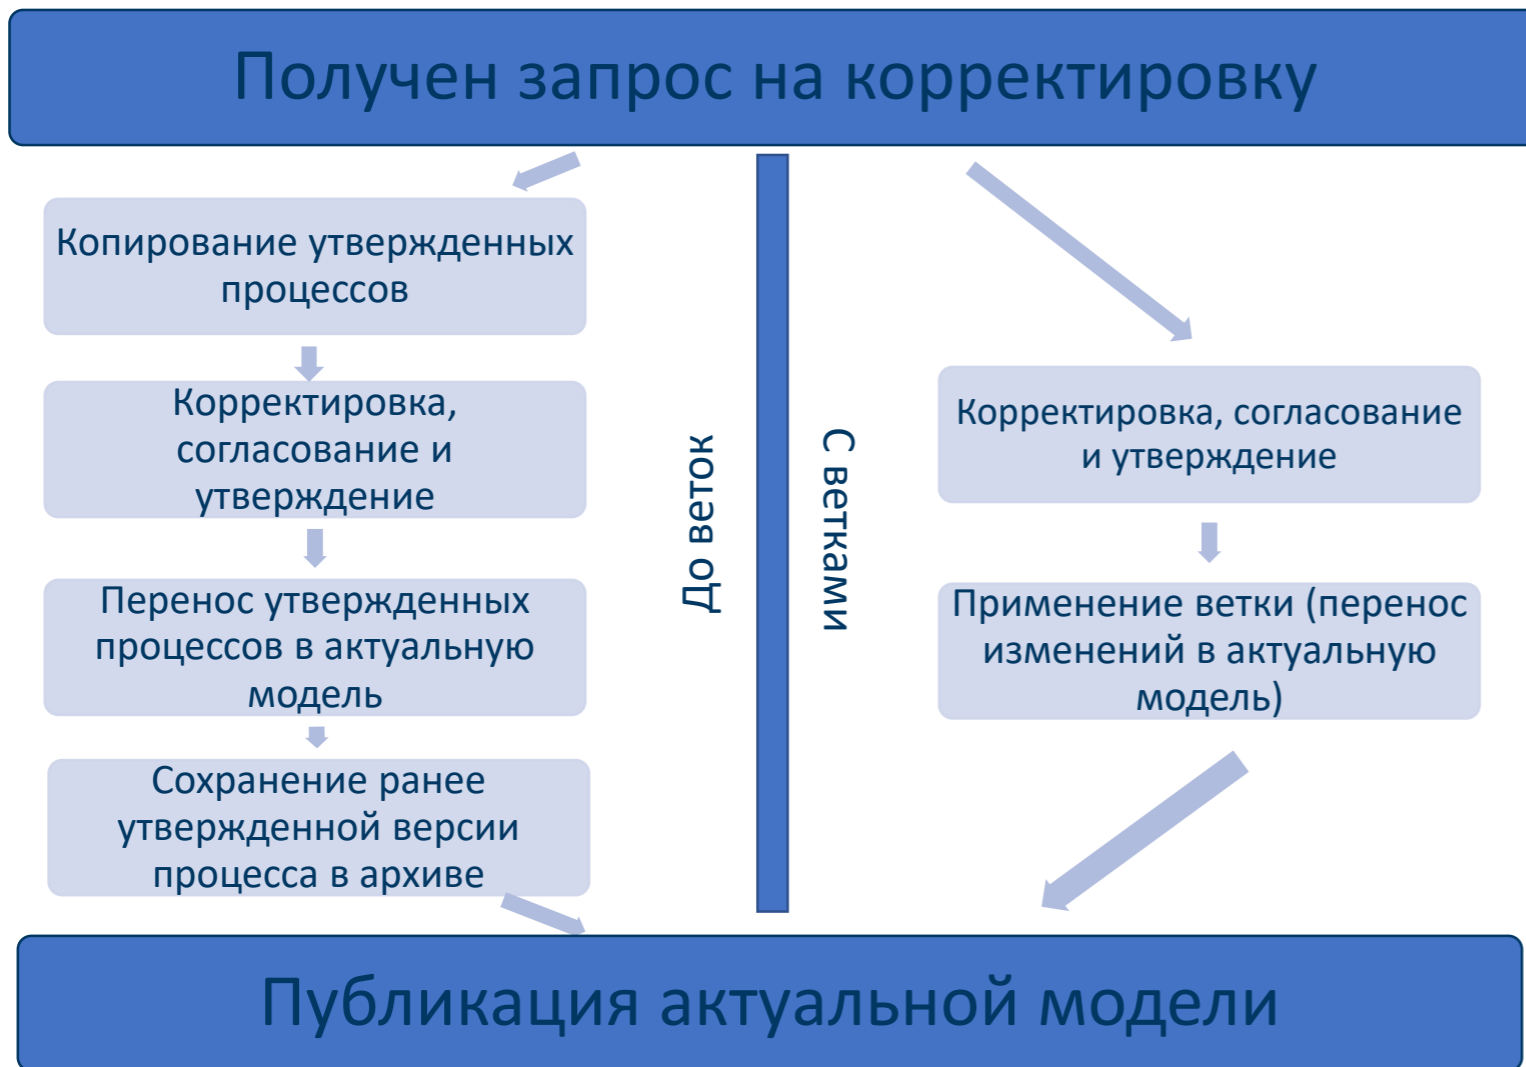 Получен запрос на корректировку
Копирование утвержденных
процессов
Корректировка,
согласование и
утверждение
Перенос утвержденных
процессов в актуальную
модель
Сохранение ранее
утвержденной версии
процесса в архиве
До веток
С ветками
Корректировка, согласование
и утверждение
Применение ветки (перенос
изменений в актуальную
модель)
Публикация актуальной модели